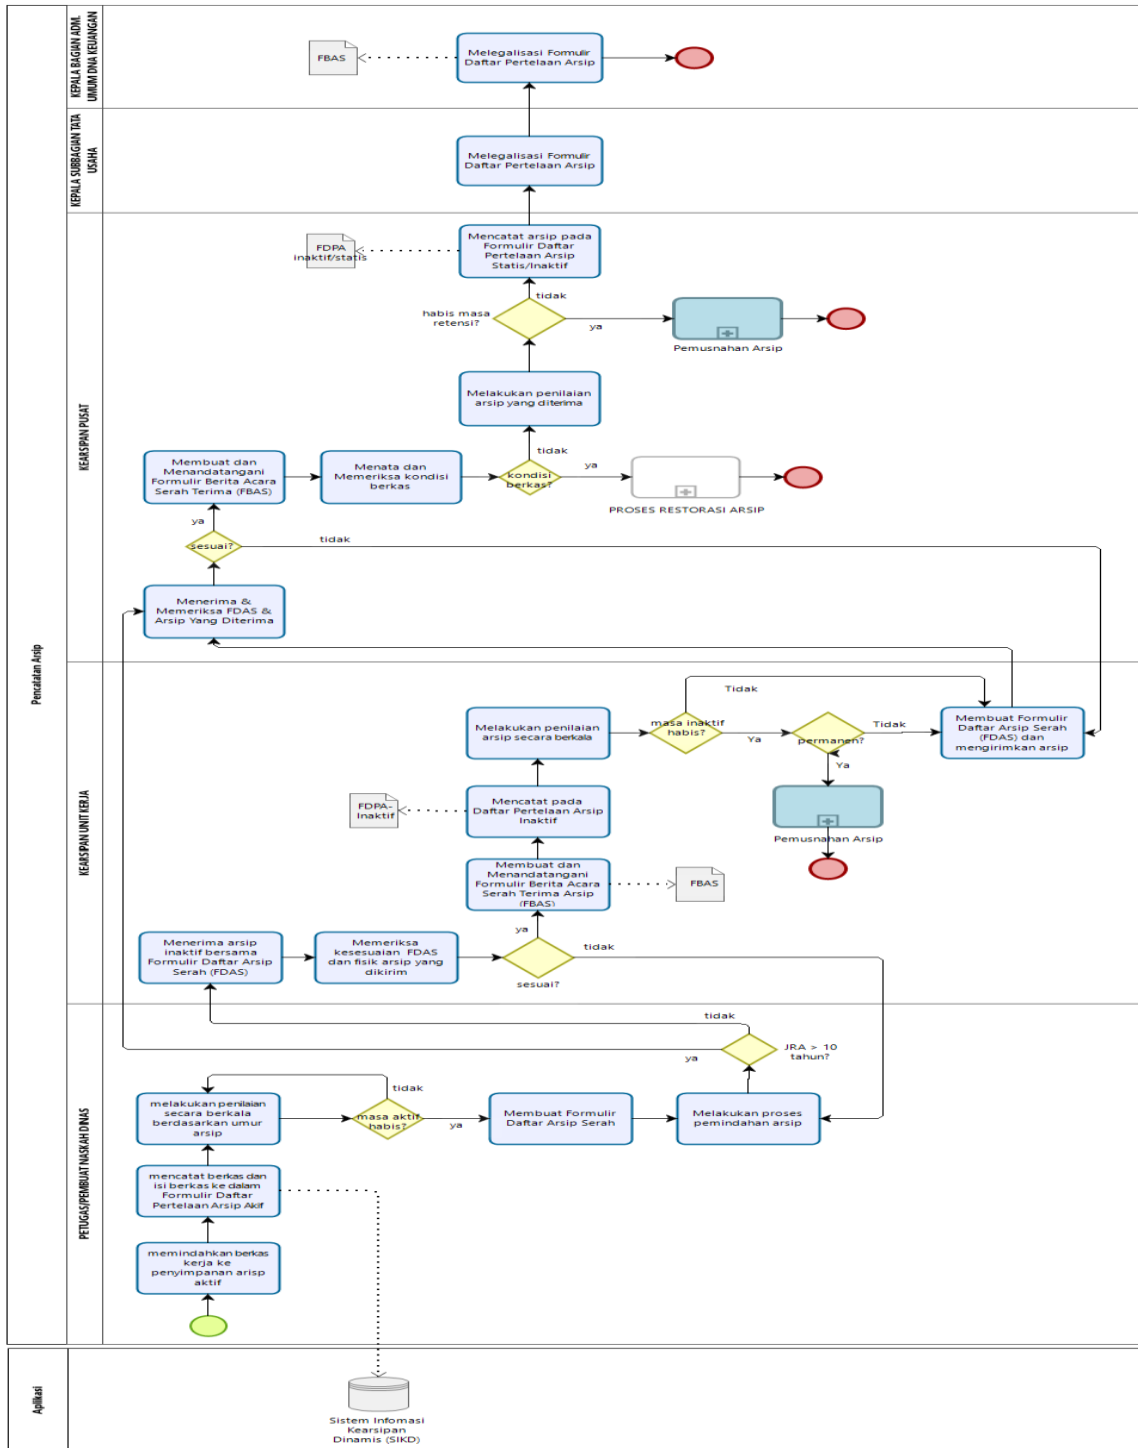 KEPALA BAGIAN ADM.
UMUM DNA KEUANGAN
FBAS
Melegalisasi Formulir
Daftar Pertelaan Arsip
KEPALA SUBBAGIAN TATA
USAHA
Melegalisasi Formulir
Daftar Pertelaan Arsip
Pencatatan Arsip
KEARSIPAN PUSAT
FDPA
inaktif/statis
Mencatat arsip pada
Formulir Daftar
Pertelaan Arsip
Statis/Inaktif
tidak
habis masa
retensi?
ya
Pemusnahan Arsip
Melakukan penilaian
arsip yang diterima
tidak
Membuat dan
Menandatangani
Formulir Berita Acara
Serah Terima (FBAS)
Menata dan
Memeriksa kondisi
berkas
kondisi
berkas?
ya
PROSES RESTORASI ARSIP
ya
sesuai?
tidak
Menerima &
Memeriksa FDAS &
Arsip Yang Diterima
KEARSIPAN UNIT KERJA
Tidak
Melakukan penilaian
arsip secara berkala
masa inaktif
habis?
Ya
permanen?
Tidak
Membuat Formulir
Daftar Arsip Serah
(FDAS) dan
mengirimkan arsip
Ya
FDPA-
Inaktif
Mencatat pada
Daftar Pertelaan Arsip
Inaktif
Pemusnahan Arsip
Membuat dan
Menandatangani
Formulir Berita Acara
Serah Terima Arsip
(FBAS)
FBAS
ya
Menerima arsip
inaktif bersama
Formulir Daftar Arsip
Serah (FDAS)
Memeriksa
kesesuaian FDAS
dan fisik arsip yang
dikirim
tidak
sesuai?
PETUGAS/PEMBUAT NASKAH DINAS
tidak
JRA > 10
tahun?
ya
tidak
melakukan penilaian
secara berkala
berdasarkan umur
arsip
masa aktif
habis?
ya
Membuat Formulir
Daftar Arsip Serah
Melakukan proses
pemindahan arsip
mencatat berkas dan
isi berkas ke dalam
Formulir Daftar
Pertelaan Arsip Akif
memindahkan berkas
kerja ke
penyimpanan arisp
aktif
Aplikasi
Sistem Infomasi
Kearsipan
Dinamis (SIKD)